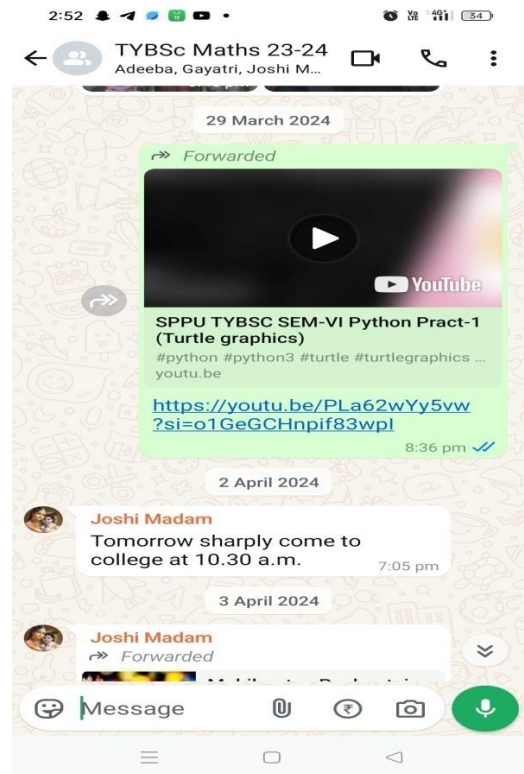 2:52
4G+
34
TYBSc Maths 23-24
Adeeba, Gayatri, Joshi M...
29 March 2024
Forwarded
YouTube
SPPU TYBSC SEM-VI Python Pract-1
(Turtle graphics)
#python #python3 #turtle #turtlegraphics ...
youtu.be
https://youtu.be/PLa62wYy5vw
?si=o1GeGCHnpif83wpI
8:36 pm
2 April 2024
Joshi Madam
Tomorrow sharply come to
college at 10.30 a.m.
7:05 pm
3 April 2024
Joshi Madam
Forwarded
Message